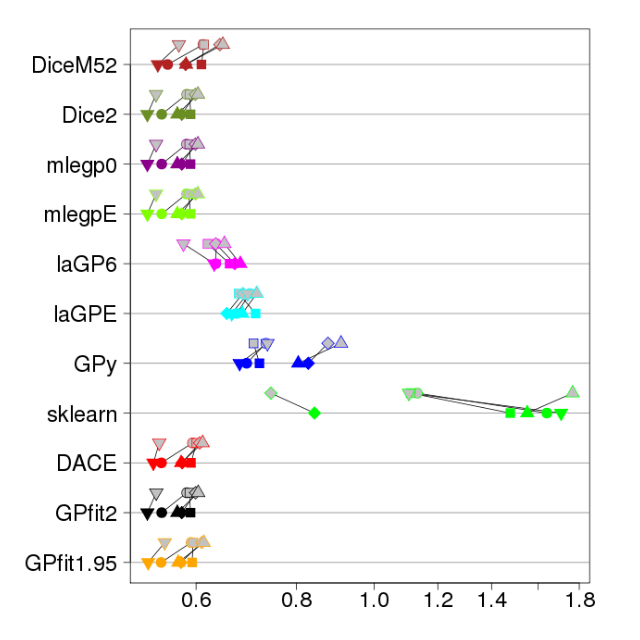 DiceM52
Dice2
mlegp0
mlegpE
laGP6
laGPE
GPy
sklearn
DACE
GPfit2
GPfit1.95
0.6 0.8 1.0 1.2 1.4 1.8